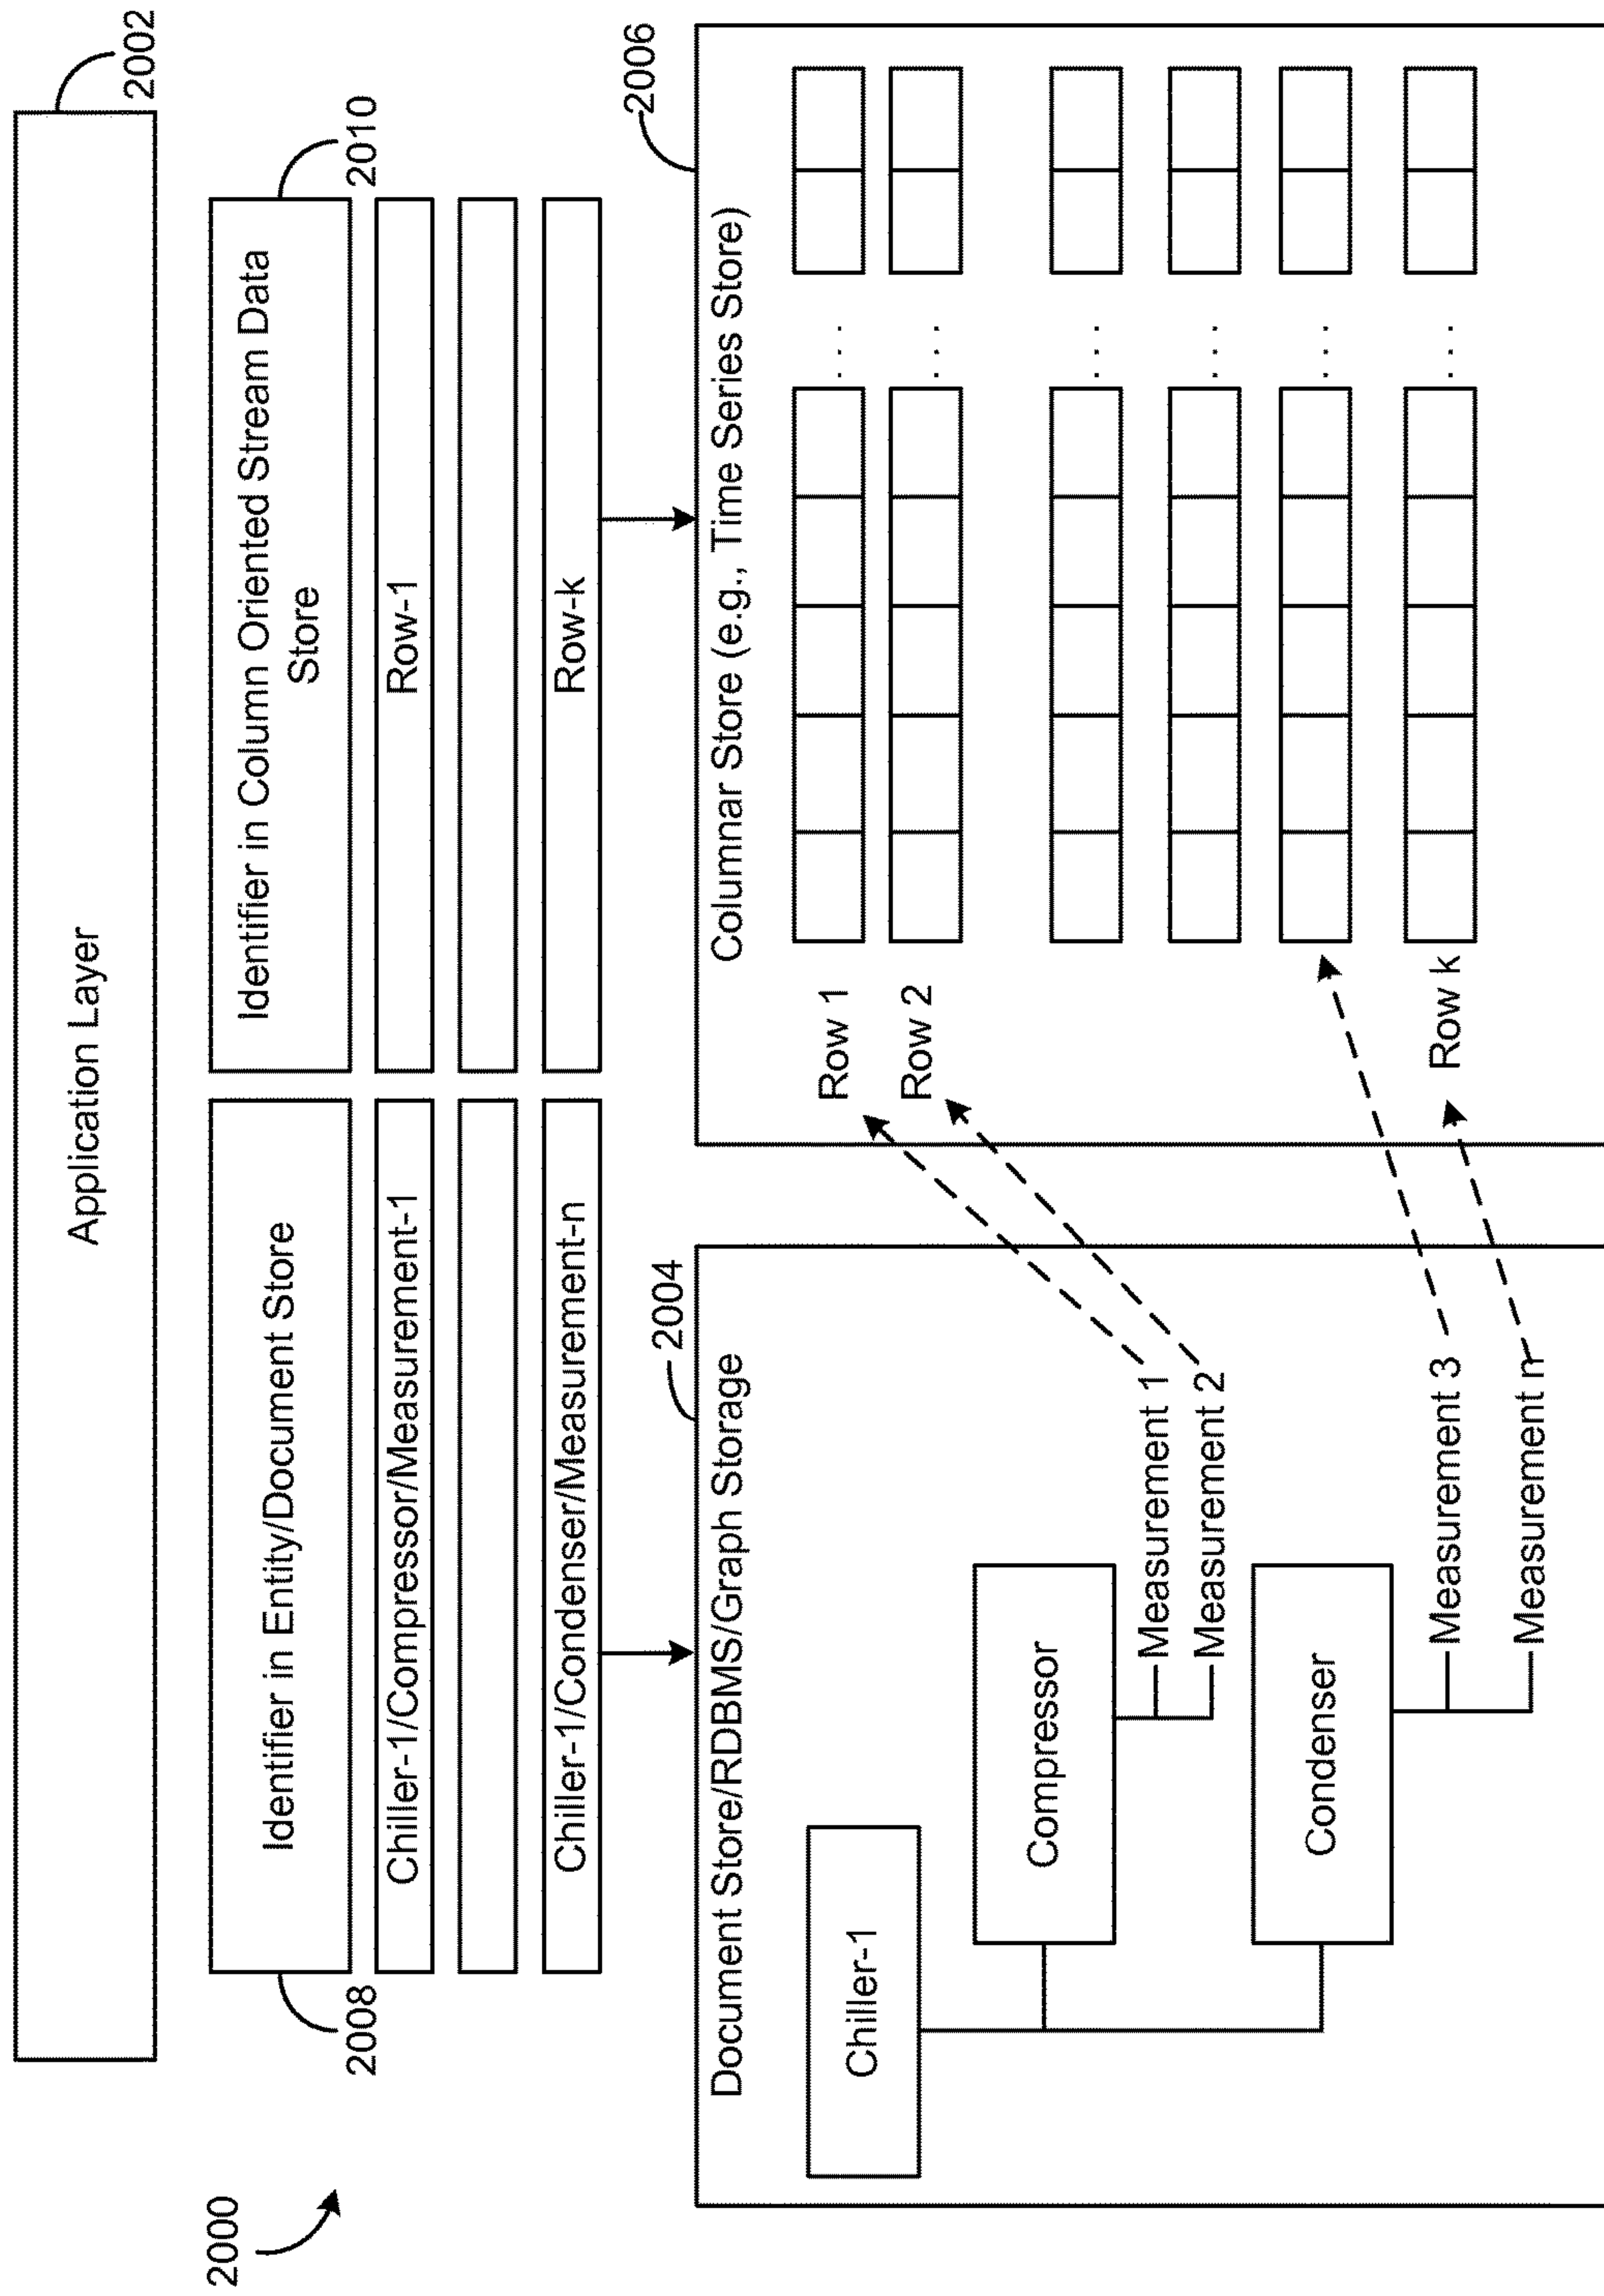 2000
Application Layer
2002
2008
Identifier in Entity/Document Store
Identifier in Column Oriented Stream Data
Store
2010
Chiller-1/Compressor/Measurement-1
Row-1
Chiller-1/Condenser/Measurement-n
Row-k
2004
2006
Document Store/RDBMS/Graph Storage
Columnar Store (e.g., Time Series Store)
Chiller-1
Compressor
Measurement 1
Measurement 2
Condenser
Measurement 3
Measurement n
Row 1
. . .
Row 2
. . .
. . .
. . .
. . .
Row k
. . .